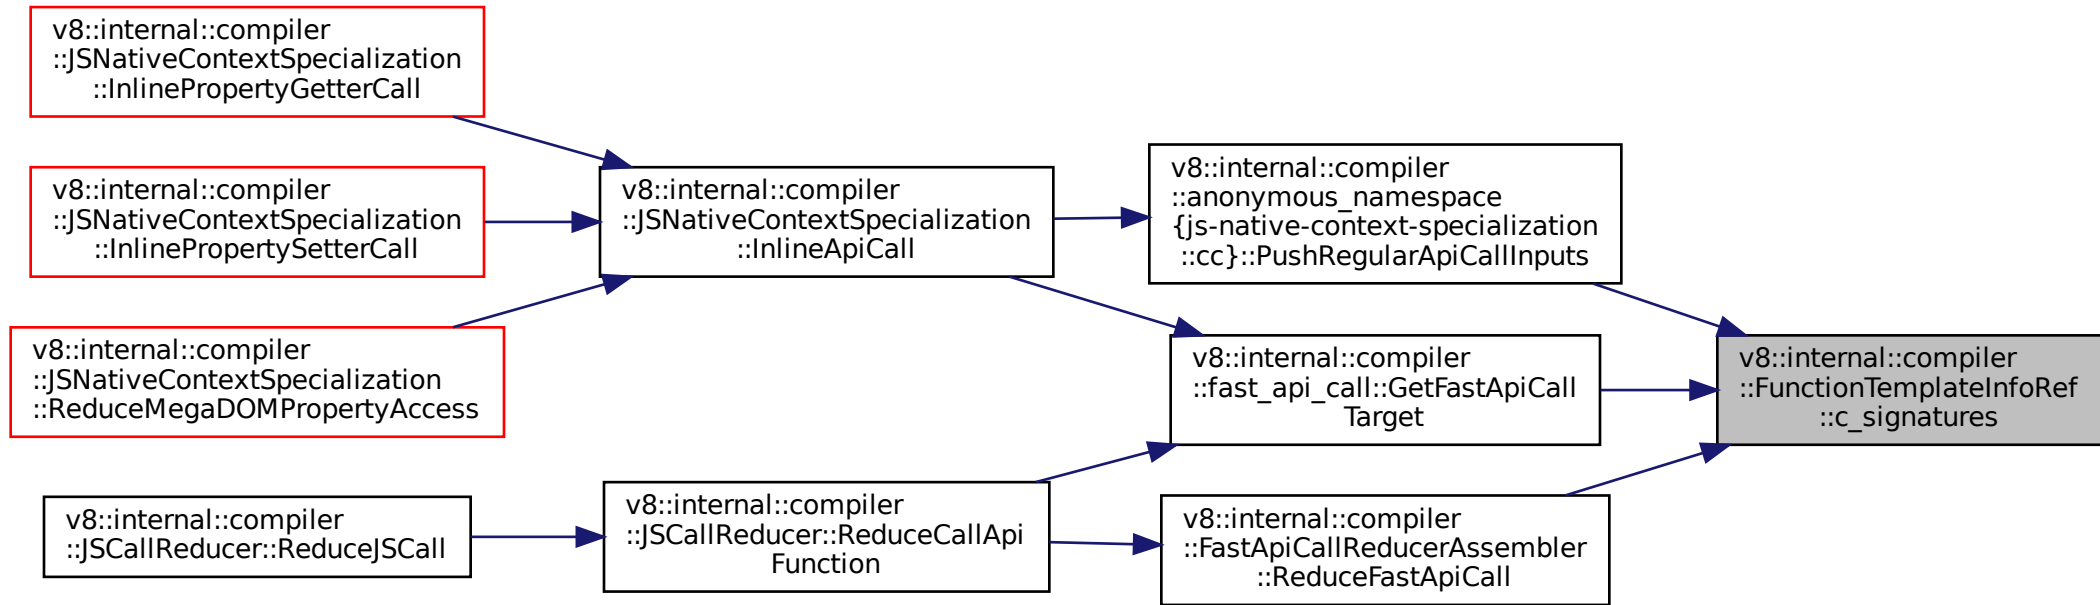 v8::internal::compiler
::JSNativeContextSpecialization
::InlinePropertyGetterCall
v8::internal::compiler
::JSNativeContextSpecialization
::InlinePropertySetterCall
v8::internal::compiler
::JSNativeContextSpecialization
::ReduceMegaDOMPropertyAccess
v8::internal::compiler
::JSCallReducer::ReduceJSCall
v8::internal::compiler
::JSNativeContextSpecialization
::InlineApiCall
v8::internal::compiler
::JSCallReducer::ReduceCallApi
Function
v8::internal::compiler
::anonymous_namespace
{js-native-context-specialization
::cc}::PushRegularApiCallInputs
v8::internal::compiler
::fast_api_call::GetFastApiCall
Target
v8::internal::compiler
::FastApiCallReducerAssembler
::ReduceFastApiCall
v8::internal::compiler
::FunctionTemplateInfoRef
::c_signatures